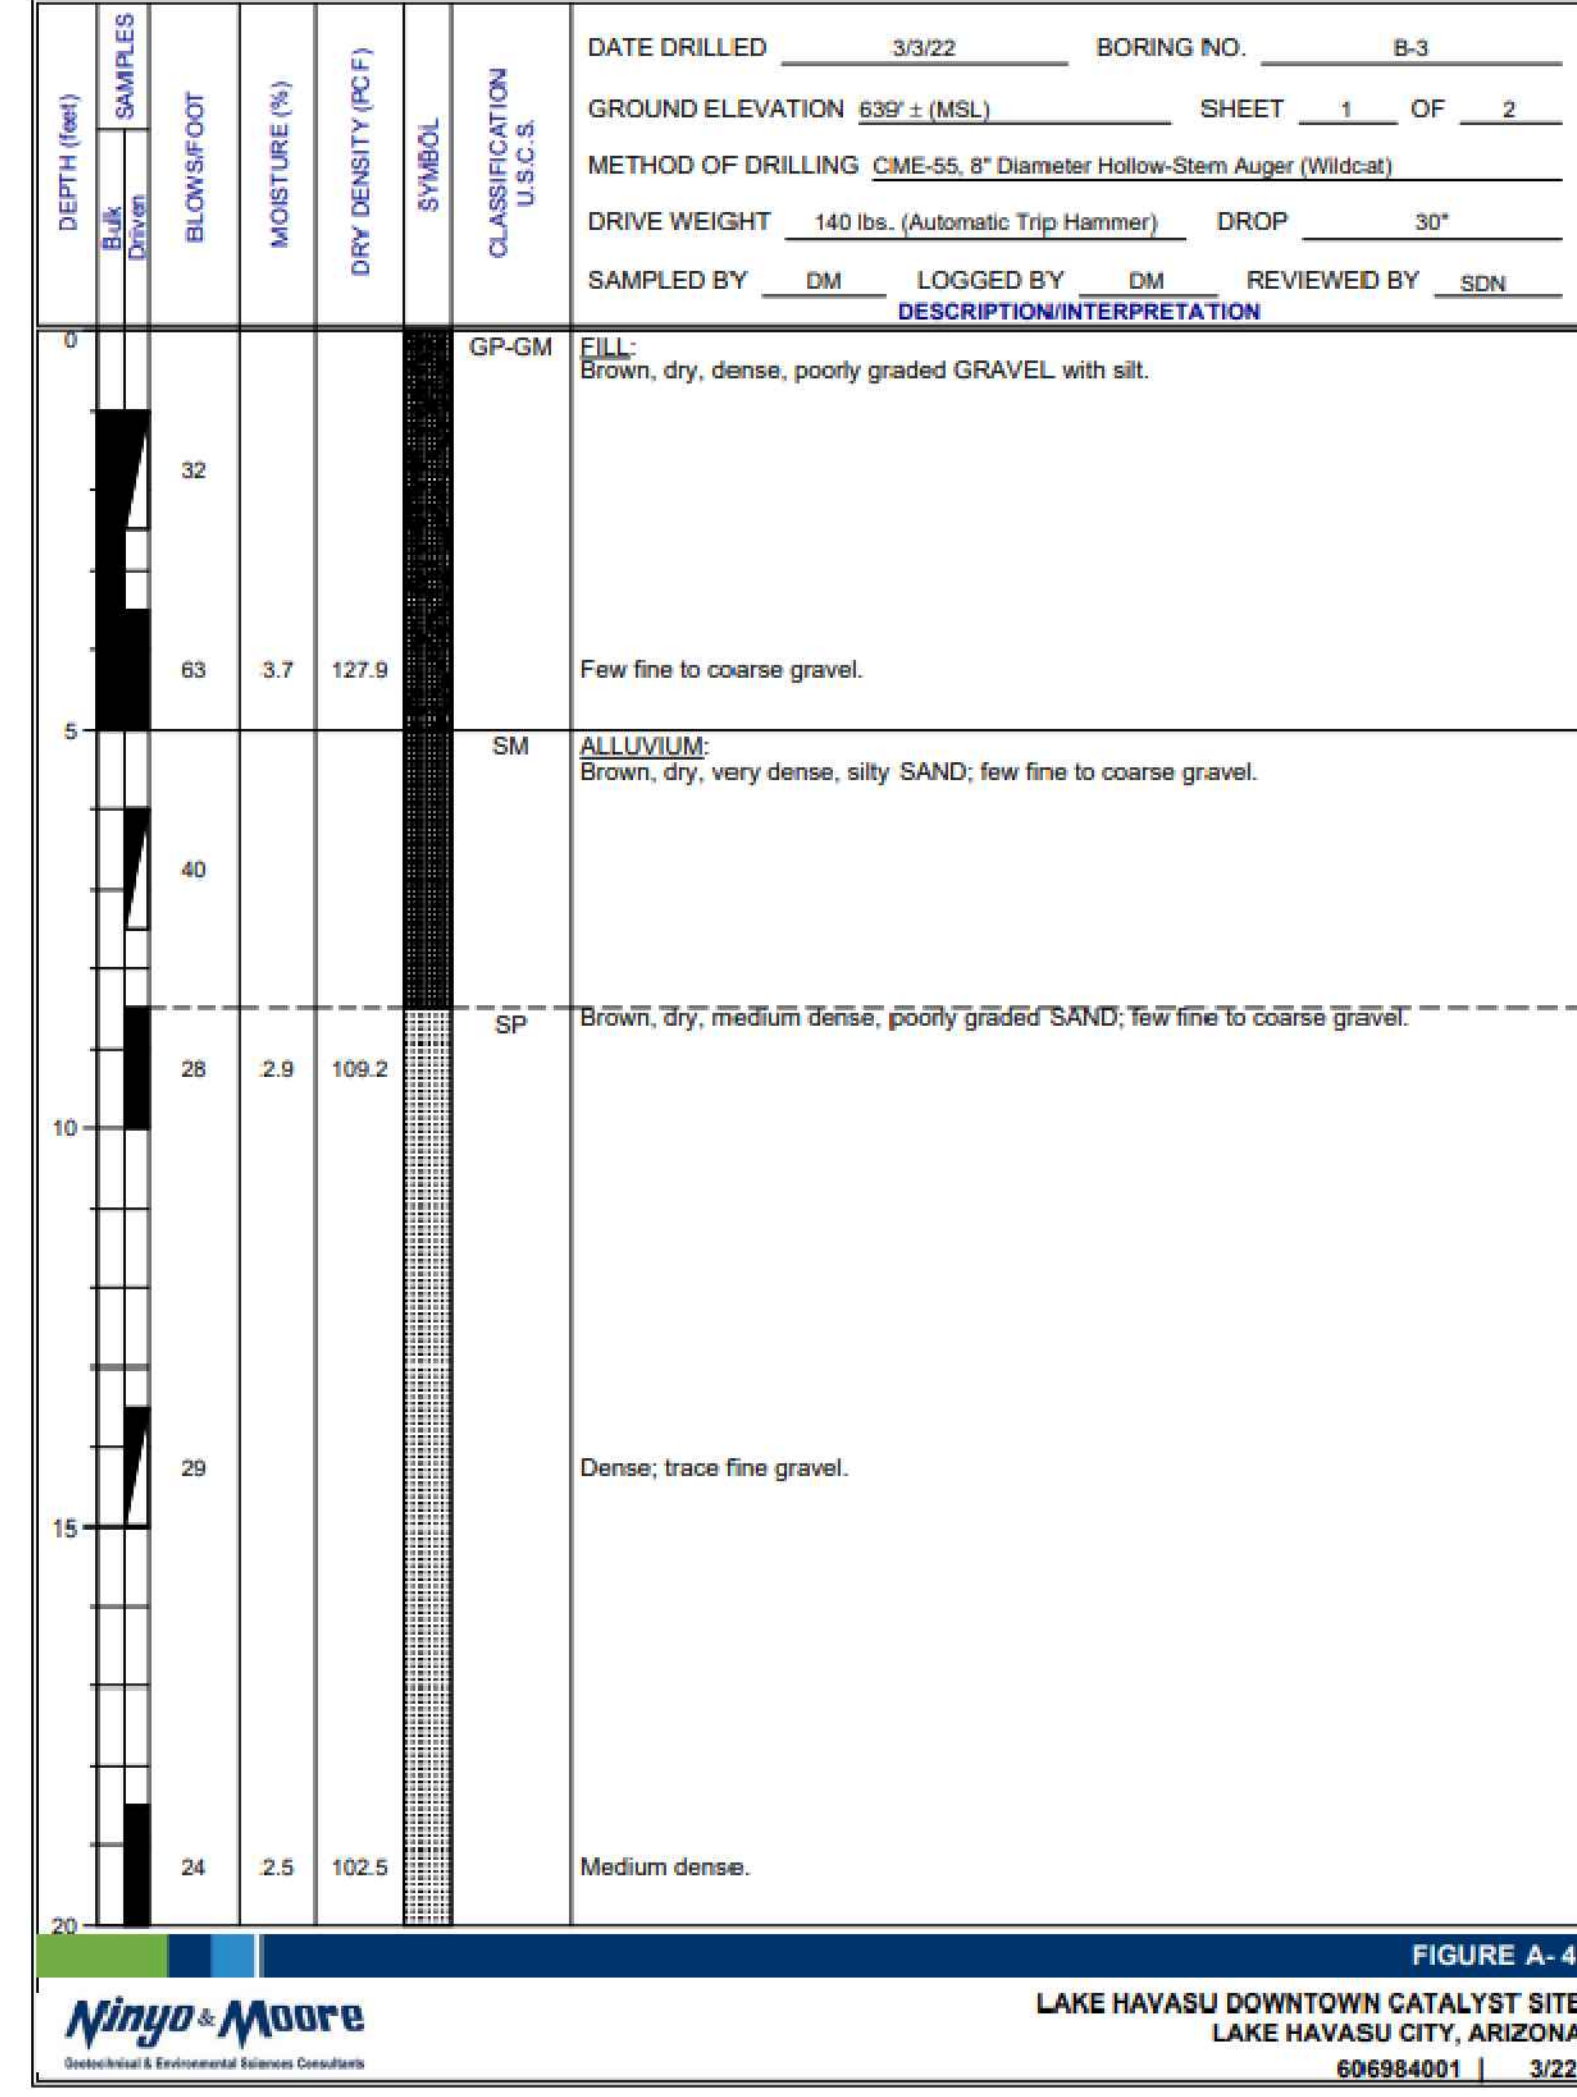 DEPTH (feet)
SAMPLES
Bulk
Driven
BLOWS/FOOT
MOISTURE (%)
DRY DENSITY (PCF)
SYMBOL
CLASSIFICATION
U.S.C.S.
DATE DRILLED 3/3/22 BORING NO. B-3
GROUND ELEVATION 639' ± (MSL) SHEET 1 OF 2
METHOD OF DRILLING CME-55, 8" Diameter Hollow-Stem Auger (Wildcat)
DRIVE WEIGHT 140 lbs. (Automatic Trip Hammer) DROP 30"
SAMPLED BY DM LOGGED BY DM REVIEWED BY SDN
DESCRIPTION/INTERPRETATION
0 GP-GM FILL:
Brown, dry, dense, poorly graded GRAVEL with silt.
32
63 3.7 127.9 Few fine to coarse gravel.
5 SM ALLUVIUM:
Brown, dry, very dense, silty SAND; few fine to coarse gravel.
40
SP Brown, dry, medium dense, poorly graded SAND; few fine to coarse gravel.
28 2.9 109.2
10
29 Dense; trace fine gravel.
15
24 2.5 102.5 Medium dense.
20
FIGURE A- 4
Ninyo & Moore
Geotechnical & Environmental Sciences Consultants
LAKE HAVASU DOWNTOWN CATALYST SITE
LAKE HAVASU CITY, ARIZONA
606984001 | 3/22